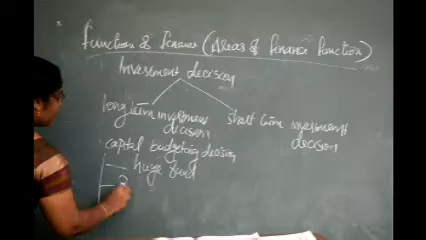 Function of Finance (Areas of Finance Function)
Investment decision
long term investment decision
short term investment decision
capital budgeting decision
huge fund